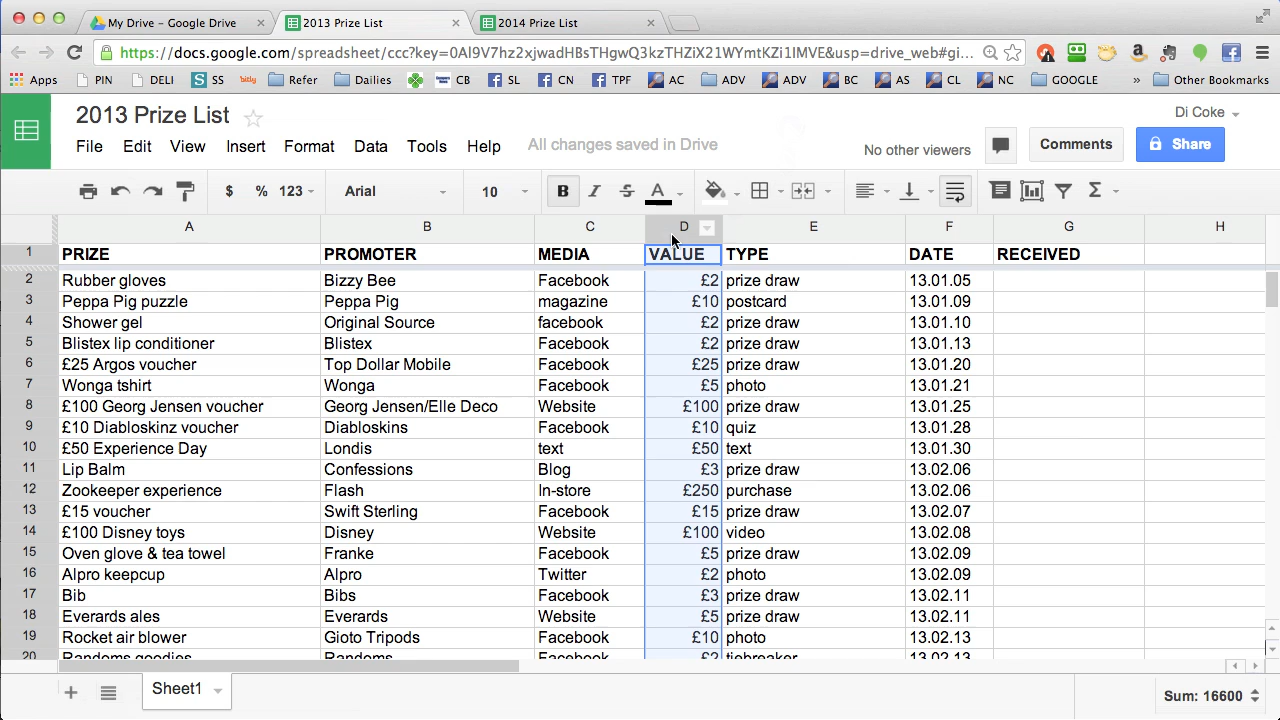 My Drive – Google Drive
2013 Prize List
2014 Prize List
https://docs.google.com/spreadsheet/ccc?key=0Al9V7hz2xjwadHBsTHgwQ3kzTHZiX21WYmtKZi1lMVE&usp=drive_web#gi...
Apps PIN DELI SS bitly Refer Dailies CB SL CN TPF AC ADV ADV BC AS CL NC GOOGLE Other Bookmarks
2013 Prize List
Di Coke
File Edit View Insert Format Data Tools Help All changes saved in Drive
No other viewers Comments Share
$ % 123 Arial 10 B I S A Σ
A B C D E F G H
1 PRIZE PROMOTER MEDIA VALUE TYPE DATE RECEIVED
2 Rubber gloves Bizzy Bee Facebook £2 prize draw 13.01.05
3 Peppa Pig puzzle Peppa Pig magazine £10 postcard 13.01.09
4 Shower gel Original Source facebook £2 prize draw 13.01.10
5 Blistex lip conditioner Blistex Facebook £2 prize draw 13.01.13
6 £25 Argos voucher Top Dollar Mobile Facebook £25 prize draw 13.01.20
7 Wonga tshirt Wonga Facebook £5 photo 13.01.21
8 £100 Georg Jensen voucher Georg Jensen/Elle Deco Website £100 prize draw 13.01.25
9 £10 Diabloskinz voucher Diabloskins Facebook £10 quiz 13.01.28
10 £50 Experience Day Londis text £50 text 13.01.30
11 Lip Balm Confessions Blog £3 prize draw 13.02.06
12 Zookeeper experience Flash In-store £250 purchase 13.02.06
13 £15 voucher Swift Sterling Facebook £15 prize draw 13.02.07
14 £100 Disney toys Disney Website £100 video 13.02.08
15 Oven glove & tea towel Franke Facebook £5 prize draw 13.02.09
16 Alpro keepcup Alpro Twitter £2 photo 13.02.09
17 Bib Bibs Facebook £3 prize draw 13.02.11
18 Everards ales Everards Website £5 prize draw 13.02.11
19 Rocket air blower Gioto Tripods Facebook £10 photo 13.02.13
20 Randoms goodies Randoms Facebook £2 tiebreaker 13.02.13
Sheet1
Sum: 16600